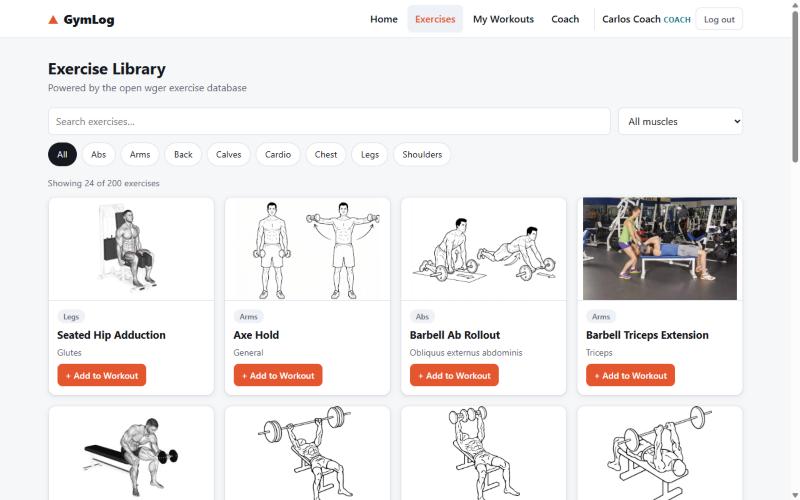 GymLog
Home
Exercises
My Workouts
Coach
Carlos Coach COACH
Log out
Exercise Library
Powered by the open wger exercise database
Search exercises...
All muscles
All
Abs
Arms
Back
Calves
Cardio
Chest
Legs
Shoulders
Showing 24 of 200 exercises
Legs
Seated Hip Adduction
Glutes
+ Add to Workout
Arms
Axe Hold
General
+ Add to Workout
Abs
Barbell Ab Rollout
Obliquus externus abdominis
+ Add to Workout
Arms
Barbell Triceps Extension
Triceps
+ Add to Workout